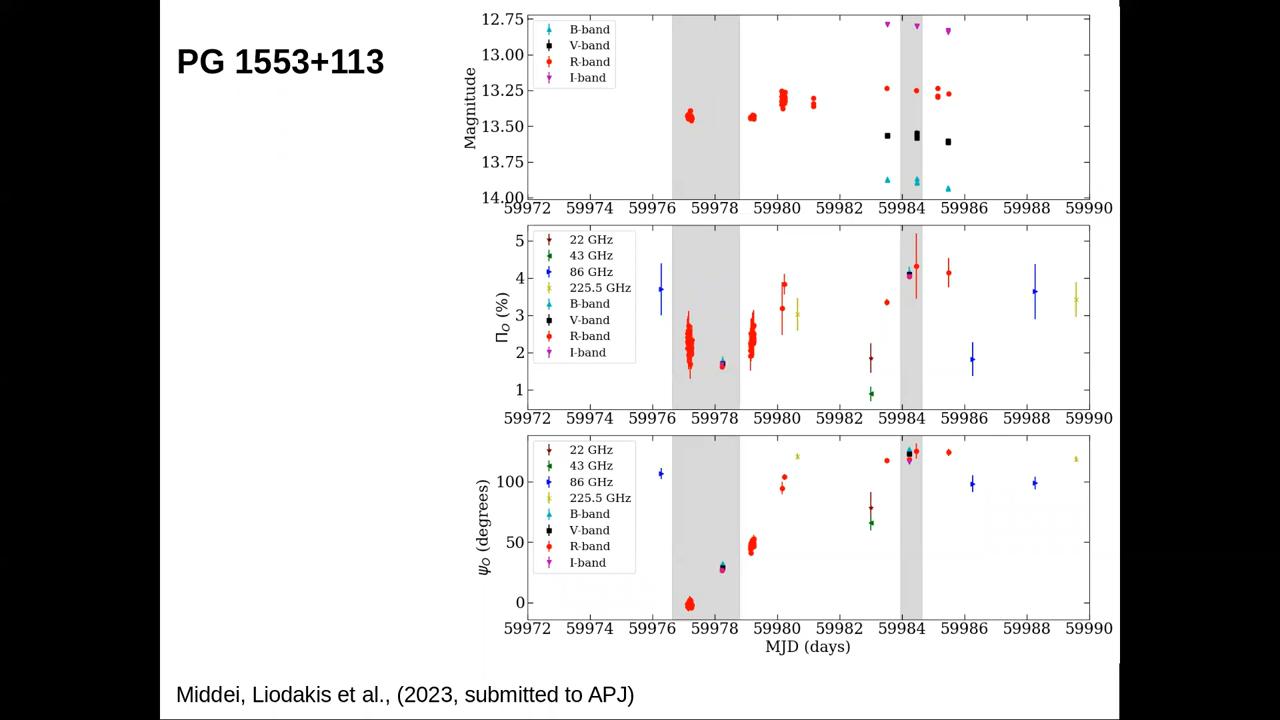 PG 1553+113
Magnitude
12.75
13.00
13.25
13.50
13.75
14.00
B-band
V-band
R-band
I-band
59972 59974 59976 59978 59980 59982 59984 59986 59988 59990
Π_O (%)
5
4
3
2
1
22 GHz
43 GHz
86 GHz
225.5 GHz
B-band
V-band
R-band
I-band
59972 59974 59976 59978 59980 59982 59984 59986 59988 59990
ψ_O (degrees)
100
50
0
22 GHz
43 GHz
86 GHz
225.5 GHz
B-band
V-band
R-band
I-band
59972 59974 59976 59978 59980 59982 59984 59986 59988 59990
MJD (days)
Middei, Liodakis et al., (2023, submitted to APJ)